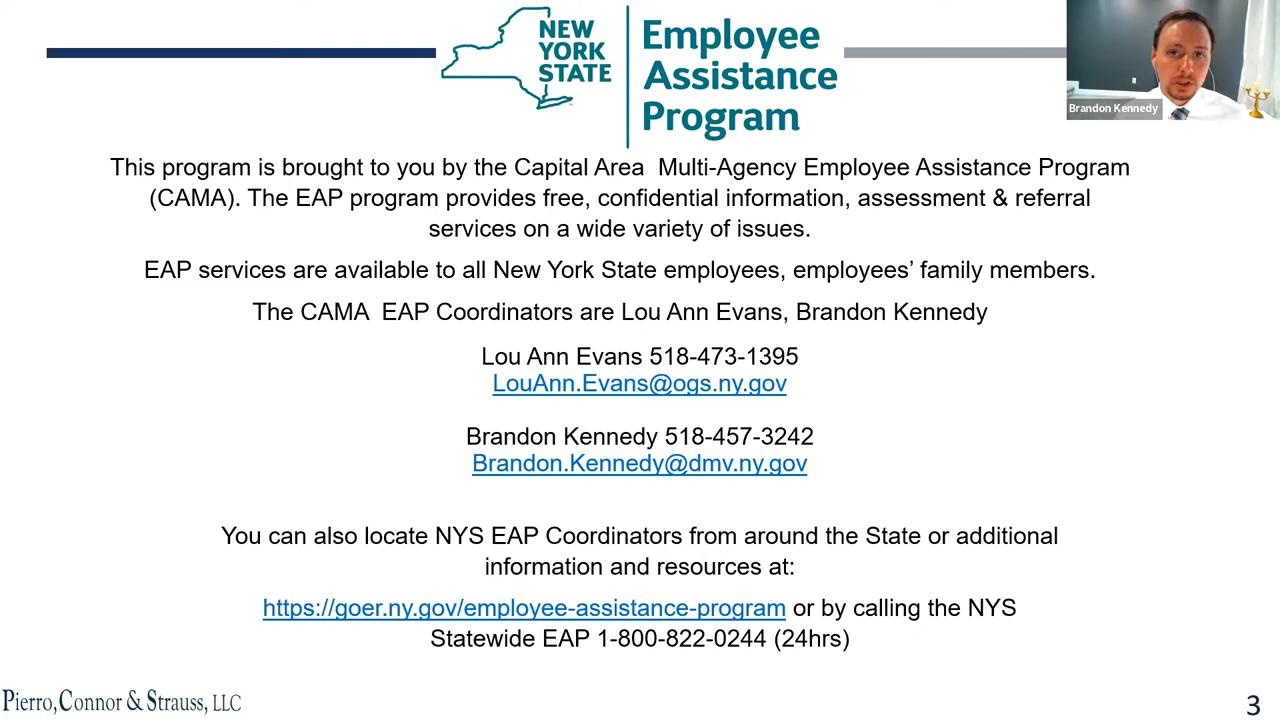 NEW
YORK
STATE
Employee
Assistance
Program
Brandon Kennedy
This program is brought to you by the Capital Area  Multi-Agency Employee Assistance Program
(CAMA). The EAP program provides free, confidential information, assessment & referral
services on a wide variety of issues.
EAP services are available to all New York State employees, employees’ family members.
The CAMA  EAP Coordinators are Lou Ann Evans, Brandon Kennedy
Lou Ann Evans 518-473-1395
LouAnn.Evans@ogs.ny.gov
Brandon Kennedy 518-457-3242
Brandon.Kennedy@dmv.ny.gov
You can also locate NYS EAP Coordinators from around the State or additional
information and resources at:
https://goer.ny.gov/employee-assistance-program or by calling the NYS
Statewide EAP 1-800-822-0244 (24hrs)
Pierro,Connor & Strauss, LLC
3